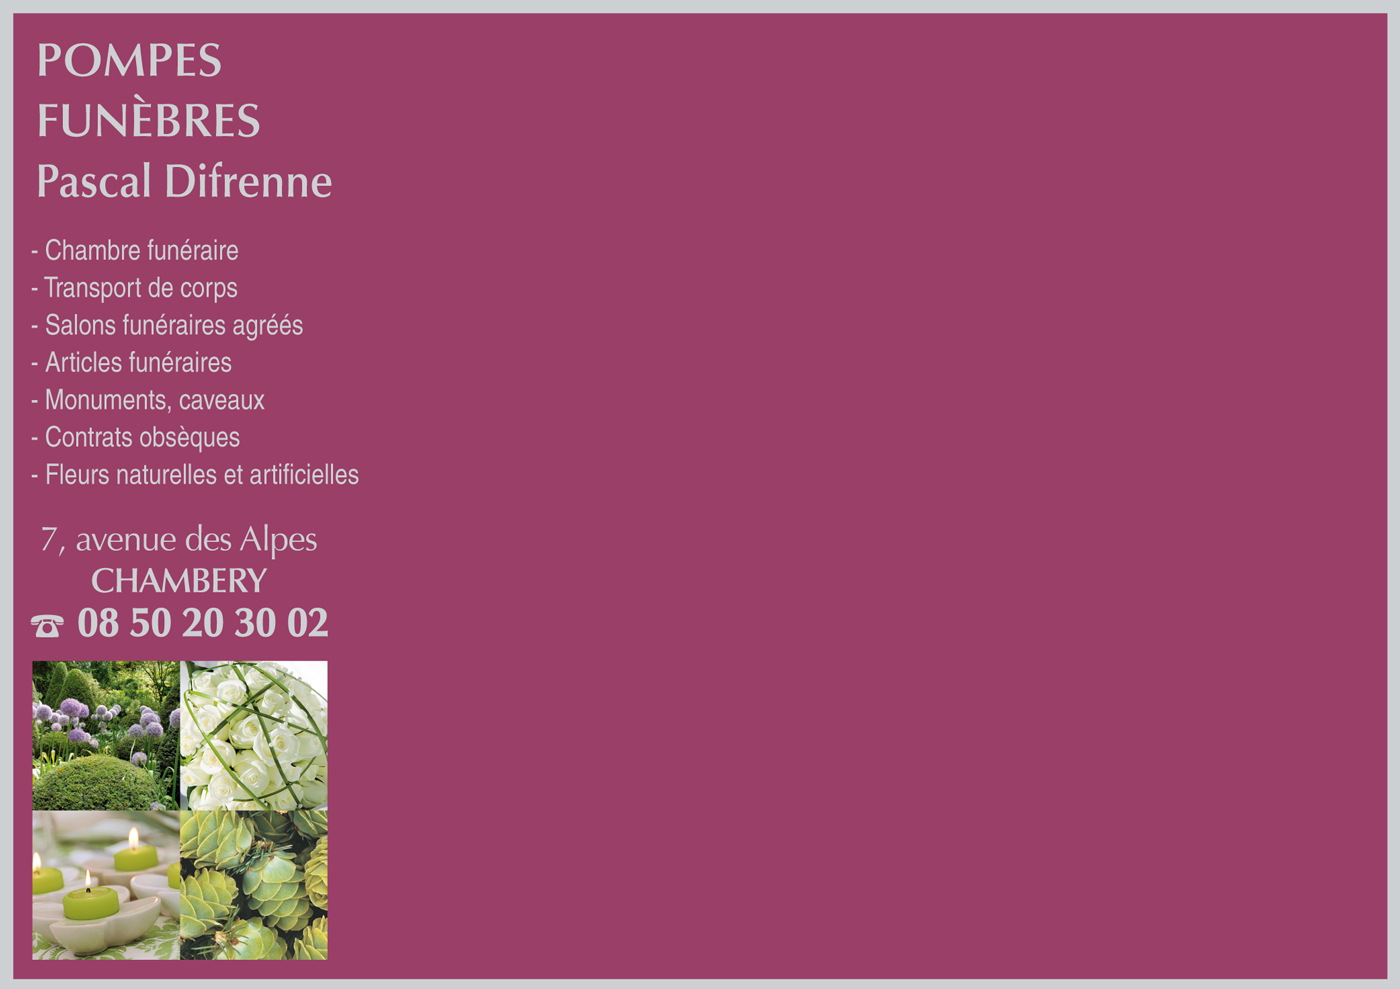 POMPES
FUNÈBRES
Pascal Difrenne
- Chambre funéraire
- Transport de corps
- Salons funéraires agréés
- Articles funéraires
- Monuments, caveaux
- Contrats obsèques
- Fleurs naturelles et artificielles
7, avenue des Alpes
CHAMBERY
☎ 08 50 20 30 02